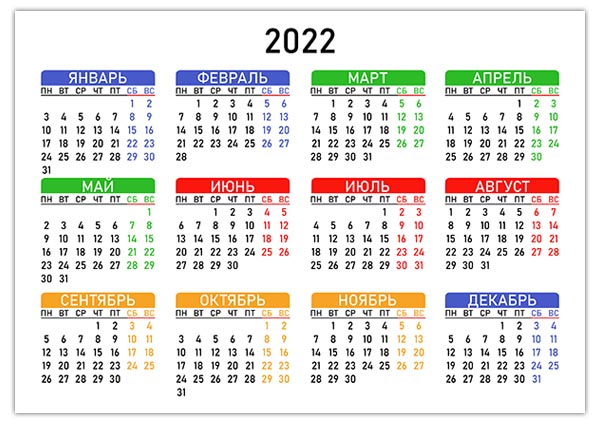 2022
ЯНВАРЬ ФЕВРАЛЬ МАРТ АПРЕЛЬ
ПН ВТ СР ЧТ ПТ СБ ВС ПН ВТ СР ЧТ ПТ СБ ВС ПН ВТ СР ЧТ ПТ СБ ВС ПН ВТ СР ЧТ ПТ СБ ВС
1 2 1 2 3 4 5 6 1 2 3 4 5 6 1 2 3
3 4 5 6 7 8 9 7 8 9 10 11 12 13 7 8 9 10 11 12 13 4 5 6 7 8 9 10
10 11 12 13 14 15 16 14 15 16 17 18 19 20 14 15 16 17 18 19 20 11 12 13 14 15 16 17
17 18 19 20 21 22 23 21 22 23 24 25 26 27 21 22 23 24 25 26 27 18 19 20 21 22 23 24
24 25 26 27 28 29 30 28 28 29 30 31 25 26 27 28 29 30
31
МАЙ ИЮНЬ ИЮЛЬ АВГУСТ
ПН ВТ СР ЧТ ПТ СБ ВС ПН ВТ СР ЧТ ПТ СБ ВС ПН ВТ СР ЧТ ПТ СБ ВС ПН ВТ СР ЧТ ПТ СБ ВС
1 1 2 3 4 5 1 2 3 1 2 3 4 5 6 7
2 3 4 5 6 7 8 6 7 8 9 10 11 12 4 5 6 7 8 9 10 8 9 10 11 12 13 14
9 10 11 12 13 14 15 13 14 15 16 17 18 19 11 12 13 14 15 16 17 15 16 17 18 19 20 21
16 17 18 19 20 21 22 20 21 22 23 24 25 26 18 19 20 21 22 23 24 22 23 24 25 26 27 28
23 24 25 26 27 28 29 27 28 29 30 25 26 27 28 29 30 31 29 30 31
30 31
СЕНТЯБРЬ ОКТЯБРЬ НОЯБРЬ ДЕКАБРЬ
ПН ВТ СР ЧТ ПТ СБ ВС ПН ВТ СР ЧТ ПТ СБ ВС ПН ВТ СР ЧТ ПТ СБ ВС ПН ВТ СР ЧТ ПТ СБ ВС
1 2 3 4 1 2 1 2 3 4 5 6 1 2 3 4
5 6 7 8 9 10 11 3 4 5 6 7 8 9 7 8 9 10 11 12 13 5 6 7 8 9 10 11
12 13 14 15 16 17 18 10 11 12 13 14 15 16 14 15 16 17 18 19 20 12 13 14 15 16 17 18
19 20 21 22 23 24 25 17 18 19 20 21 22 23 21 22 23 24 25 26 27 19 20 21 22 23 24 25
26 27 28 29 30 24 25 26 27 28 29 30 28 29 30 26 27 28 29 30 31
31